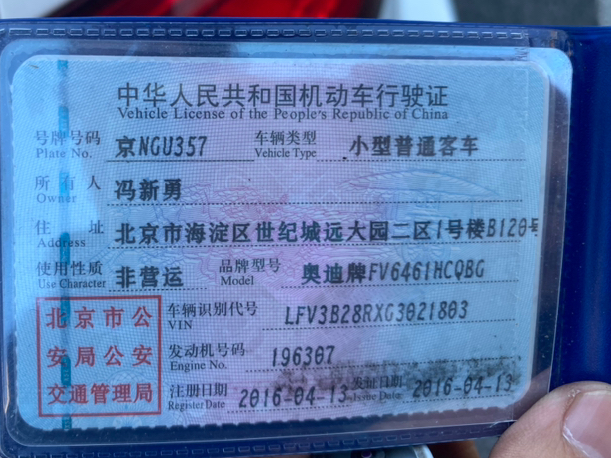 中华人民共和国机动车行驶证
Vehicle License of the People's Republic of China
号牌号码 京NGU357 车辆类型 小型普通客车
Plate No. Vehicle Type
所有人 冯新勇
Owner
住址 北京市海淀区世纪城远大园二区1号楼B120号
Address
使用性质 非营运 品牌型号 奥迪牌FV6461HCQBG
Use Character Model
北京市公
安局公安
交通管理局
车辆识别代号 LFV3B28RXG3021803
VIN
发动机号码 196307
Engine No.
注册日期 2016-04-13 发证日期 2016-04-13
Register Date Issue Date